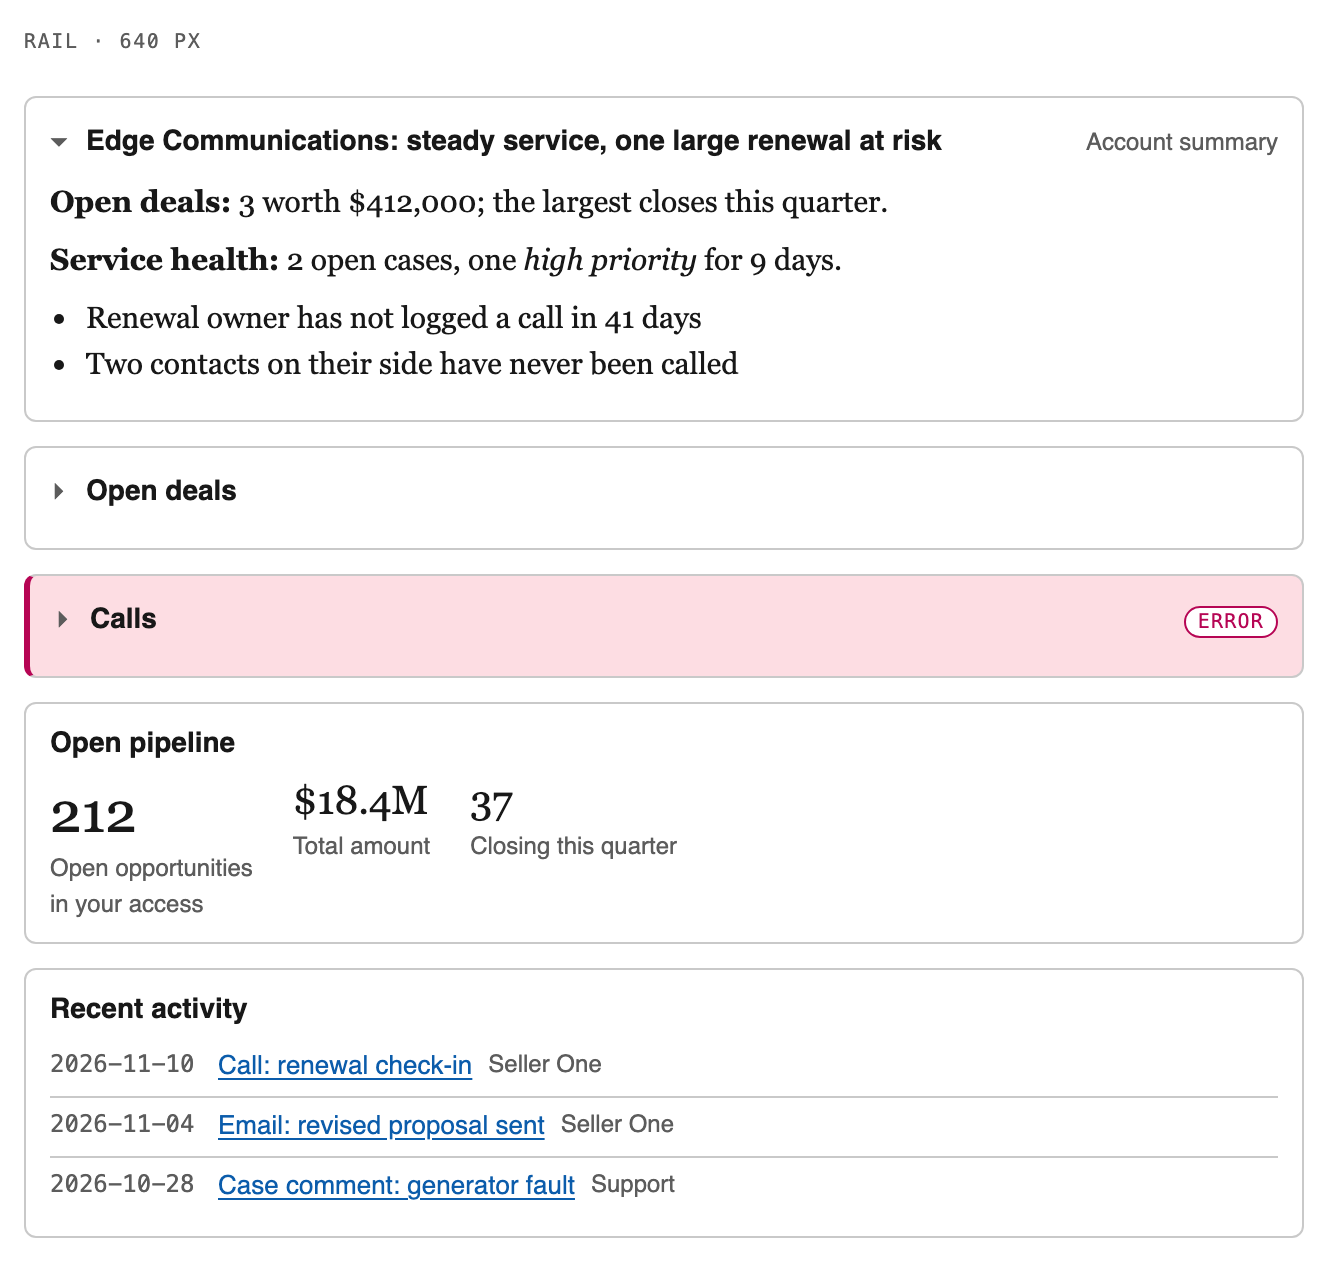 RAIL · 640 PX
Edge Communications: steady service, one large renewal at risk
Account summary
Open deals: 3 worth $412,000; the largest closes this quarter.
Service health: 2 open cases, one high priority for 9 days.
• Renewal owner has not logged a call in 41 days
• Two contacts on their side have never been called
Open deals
Calls
ERROR
Open pipeline
212
Open opportunities
in your access
$18.4M
Total amount
37
Closing this quarter
Recent activity
2026-11-10 Call: renewal check-in Seller One
2026-11-04 Email: revised proposal sent Seller One
2026-10-28 Case comment: generator fault Support